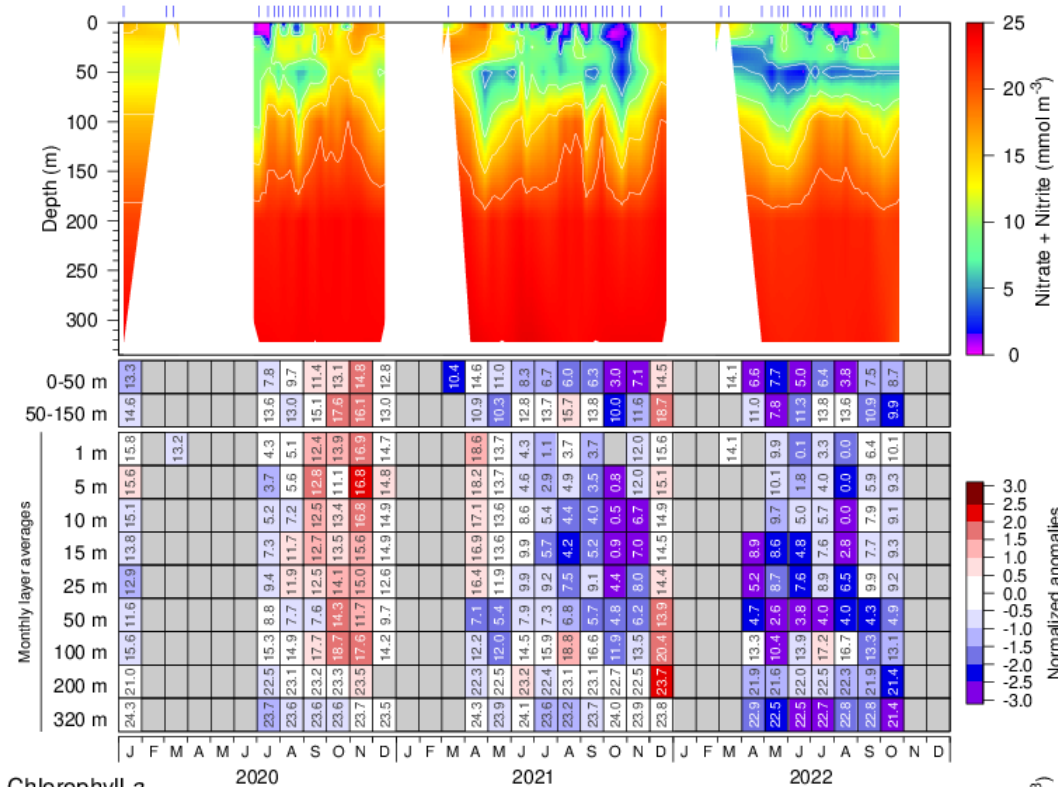 0
50
100
150
200
250
300
Depth (m)
25
20
15
10
5
0
Nitrate + Nitrite (mmol m-3)
0-50 m 13.3 7.8 9.7 11.4 13.1 14.8 12.8 10.4 14.6 11.0 8.3 6.7 6.0 6.3 3.0 7.1 14.5 14.1 6.6 7.7 5.0 6.4 3.8 7.5 8.7
50-150 m 14.6 13.6 13.0 15.1 17.6 16.1 13.0 10.9 10.3 12.8 13.7 15.7 13.8 10.0 11.6 18.7 11.0 7.8 11.3 13.8 13.6 10.9 9.9
Monthly layer averages
1 m 15.8 13.2 4.3 5.1 12.4 13.9 16.9 14.7 18.6 13.7 4.3 1.1 3.7 3.7 12.0 15.6 14.1 9.9 0.1 3.3 0.0 6.4 10.1
5 m 15.6 3.7 5.6 12.8 11.1 16.8 14.8 18.2 13.7 4.6 2.9 4.9 3.5 0.8 12.0 15.1 10.1 1.8 4.0 0.0 5.9 9.3
10 m 15.1 5.2 7.2 12.5 13.4 16.8 14.9 17.1 13.6 8.6 5.4 4.4 4.0 0.5 6.7 14.9 9.7 5.0 5.7 0.0 7.9 9.1
15 m 13.8 7.3 11.7 12.7 13.5 15.6 14.5 16.9 13.6 9.9 5.7 4.2 5.2 0.9 7.0 14.5 8.9 8.6 4.8 7.6 2.8 7.7 9.3
25 m 12.9 9.4 11.9 12.5 14.1 15.0 12.6 16.4 11.9 9.9 9.2 7.5 9.1 4.4 8.0 14.4 5.2 8.7 7.6 8.9 6.5 9.9 9.2
50 m 11.6 8.8 7.7 7.6 14.3 11.7 9.7 7.1 5.4 7.9 7.3 6.8 5.7 4.8 6.2 13.9 4.7 2.6 3.8 4.0 4.0 4.3 4.9
100 m 15.6 15.3 14.9 17.7 18.7 17.6 14.2 12.2 12.0 14.5 15.9 18.8 16.6 11.9 13.5 20.4 13.3 10.4 13.9 17.2 16.7 13.3 13.1
200 m 21.0 22.5 23.1 23.2 23.3 23.5 22.3 22.5 23.2 22.4 23.1 23.1 22.7 22.5 23.7 21.9 21.6 22.0 22.5 22.3 21.9 21.4
320 m 24.3 23.7 23.6 23.6 23.6 23.7 23.5 24.3 23.9 24.1 23.6 23.2 23.7 24.0 23.9 23.8 22.9 22.5 22.5 22.7 22.8 22.8 21.4
3.0
2.5
2.0
1.5
1.0
0.5
0.0
-0.5
-1.0
-1.5
-2.0
-2.5
-3.0
Normalized anomalies
J F M A M J J A S O N D J F M A M J J A S O N D J F M A M J J A S O N D
2020 2021 2022
Chlorophyll a